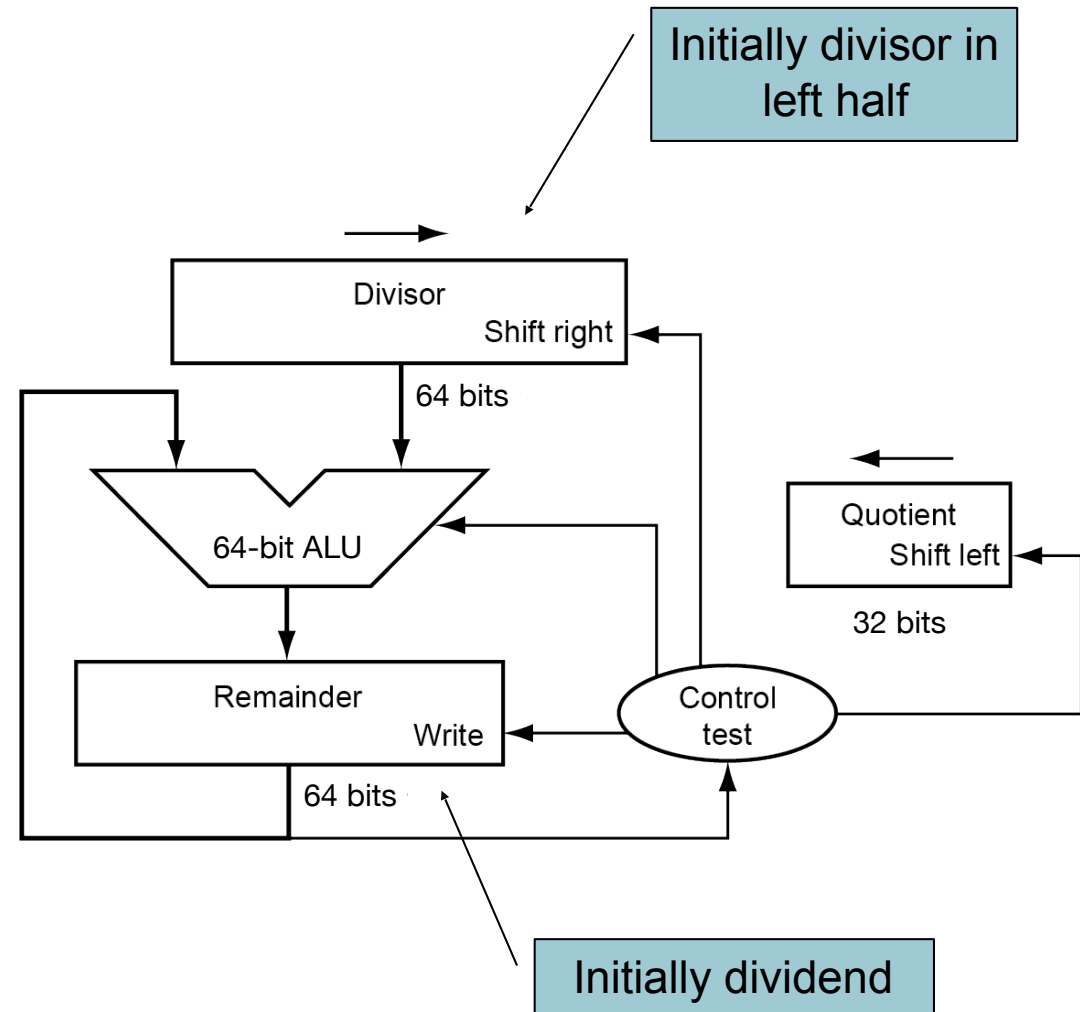 Initially divisor in
left half
Divisor
Shift right
64 bits
64-bit ALU
Quotient
Shift left
32 bits
Remainder
Write
Control
test
64 bits
Initially dividend